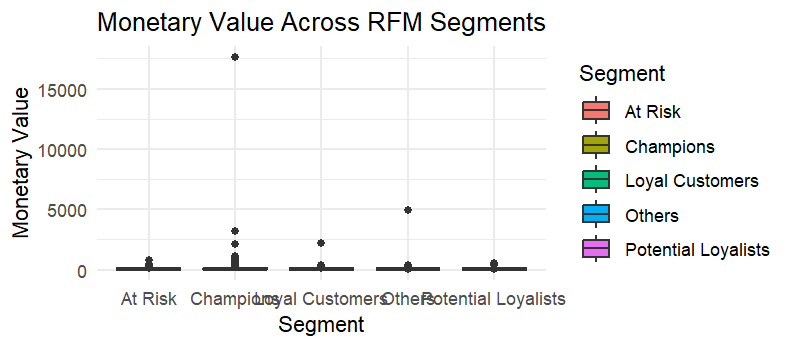 Monetary Value Across RFM Segments
Monetary Value
15000
10000
5000
0
At Risk Champions Loyal Customers Others Potential Loyalists
Segment
Segment
At Risk
Champions
Loyal Customers
Others
Potential Loyalists